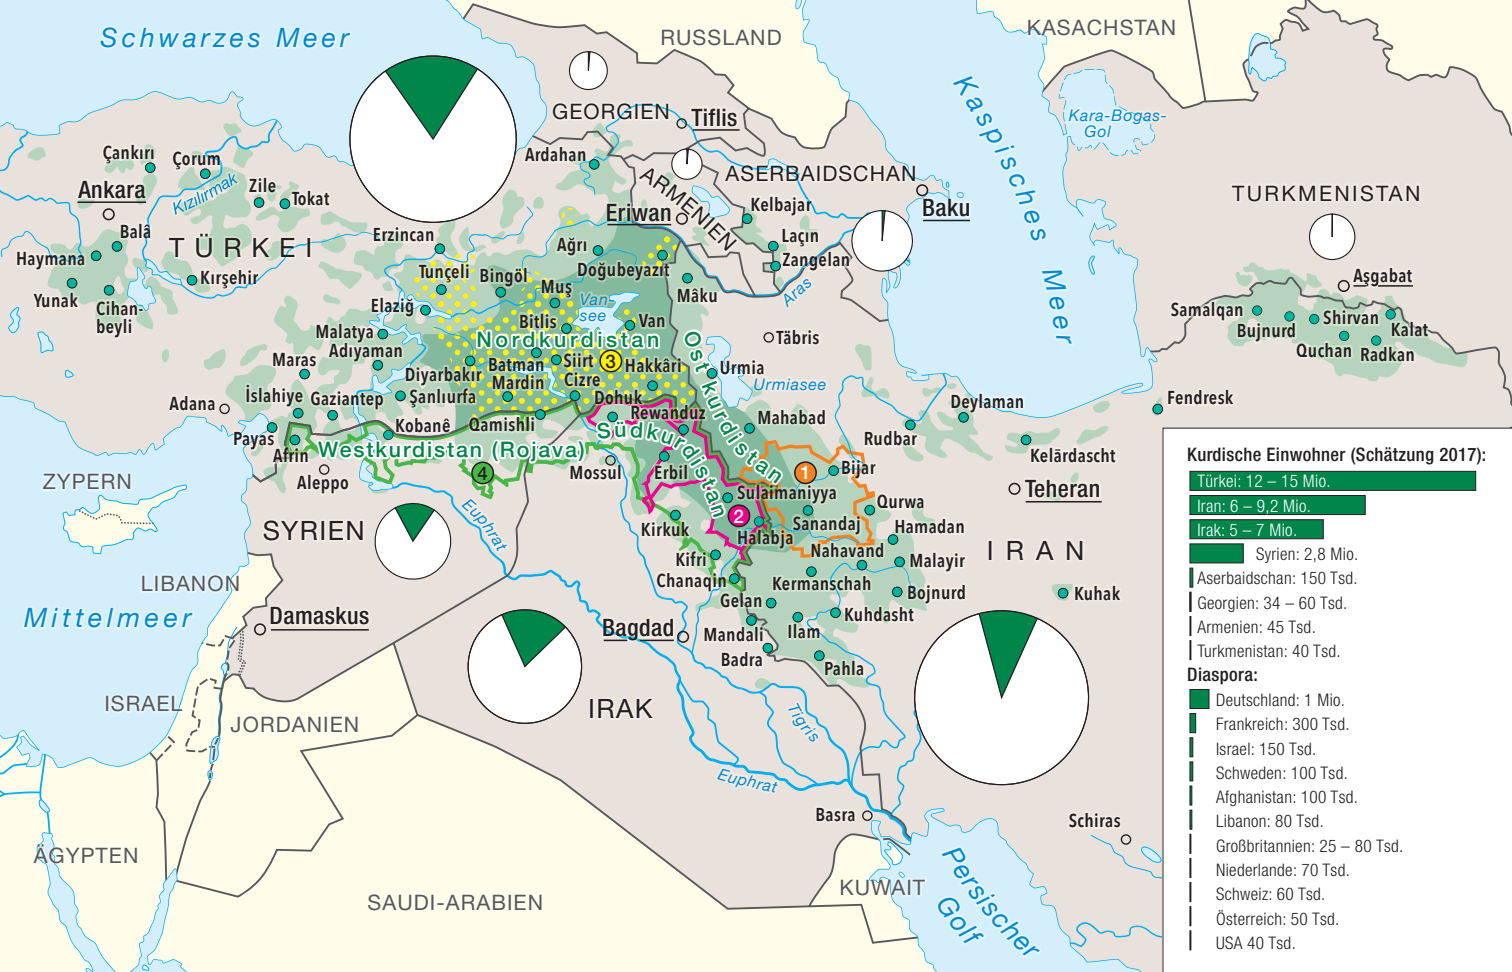 Schwarzes Meer
RUSSLAND
KASACHSTAN
Kaspisches Meer
Kara-Bogas-
Gol
GEORGIEN
Tiflis
Ardahan
ARMENIEN
ASERBAIDSCHAN
Eriwan
Baku
Kelbajar
Laçın
Zangelan
Aras
TURKMENISTAN
Aşgabat
Samalqan
Bujnurd
Shirvan
Kalat
Quchan
Radkan
Çankırı
Çorum
Ankara
Kızılırmak
Zile
Tokat
Balâ
Haymana
TÜRKEI
Kırşehir
Yunak
Cihan-
beyli
Erzincan
Ağrı
Doğubeyazıt
Tunçeli
Bingöl
Muş
Elazığ
Van-
see
Mâku
Malatya
Bitlis
Van
Nordkurdistan
Täbris
Adıyaman
Maras
Diyarbakır
Batman
Siirt
3
Hakkâri
Mardin
Cizre
Urmia
Urmiasee
Ostkurdistan
İslahiye
Gaziantep
Şanlıurfa
Dohuk
Adana
Rewanduz
Mahabad
Deylaman
Fendresk
Payas
Kobanê
Qamishli
Südkurdistan
Rudbar
Afrin
Westkurdistan (Rojava)
Kelãrdascht
Aleppo
4
Mossul
Erbil
1
Bijar
Teheran
ZYPERN
SYRIEN
Euphrat
Sulaimaniyya
Qurwa
2
Sanandaj
Hamadan
Kirkuk
Halabja
Nahavand
IRAN
Kifri
Malayir
Chanaqin
Kermanschah
Bojnurd
Kuhak
LIBANON
Gelan
Kuhdasht
Mittelmeer
Damaskus
Bagdad
Mandali
Ilam
Badra
Pahla
ISRAEL
JORDANIEN
IRAK
Tigris
Euphrat
Basra
Schiras
ÄGYPTEN
SAUDI-ARABIEN
KUWAIT
Persischer
Golf
Kurdische Einwohner (Schätzung 2017):
Türkei: 12 – 15 Mio.
Iran: 6 – 9,2 Mio.
Irak: 5 – 7 Mio.
Syrien: 2,8 Mio.
Aserbaidschan: 150 Tsd.
Georgien: 34 – 60 Tsd.
Armenien: 45 Tsd.
Turkmenistan: 40 Tsd.
Diaspora:
Deutschland: 1 Mio.
Frankreich: 300 Tsd.
Israel: 150 Tsd.
Schweden: 100 Tsd.
Afghanistan: 100 Tsd.
Libanon: 80 Tsd.
Großbritannien: 25 – 80 Tsd.
Niederlande: 70 Tsd.
Schweiz: 60 Tsd.
Österreich: 50 Tsd.
USA 40 Tsd.